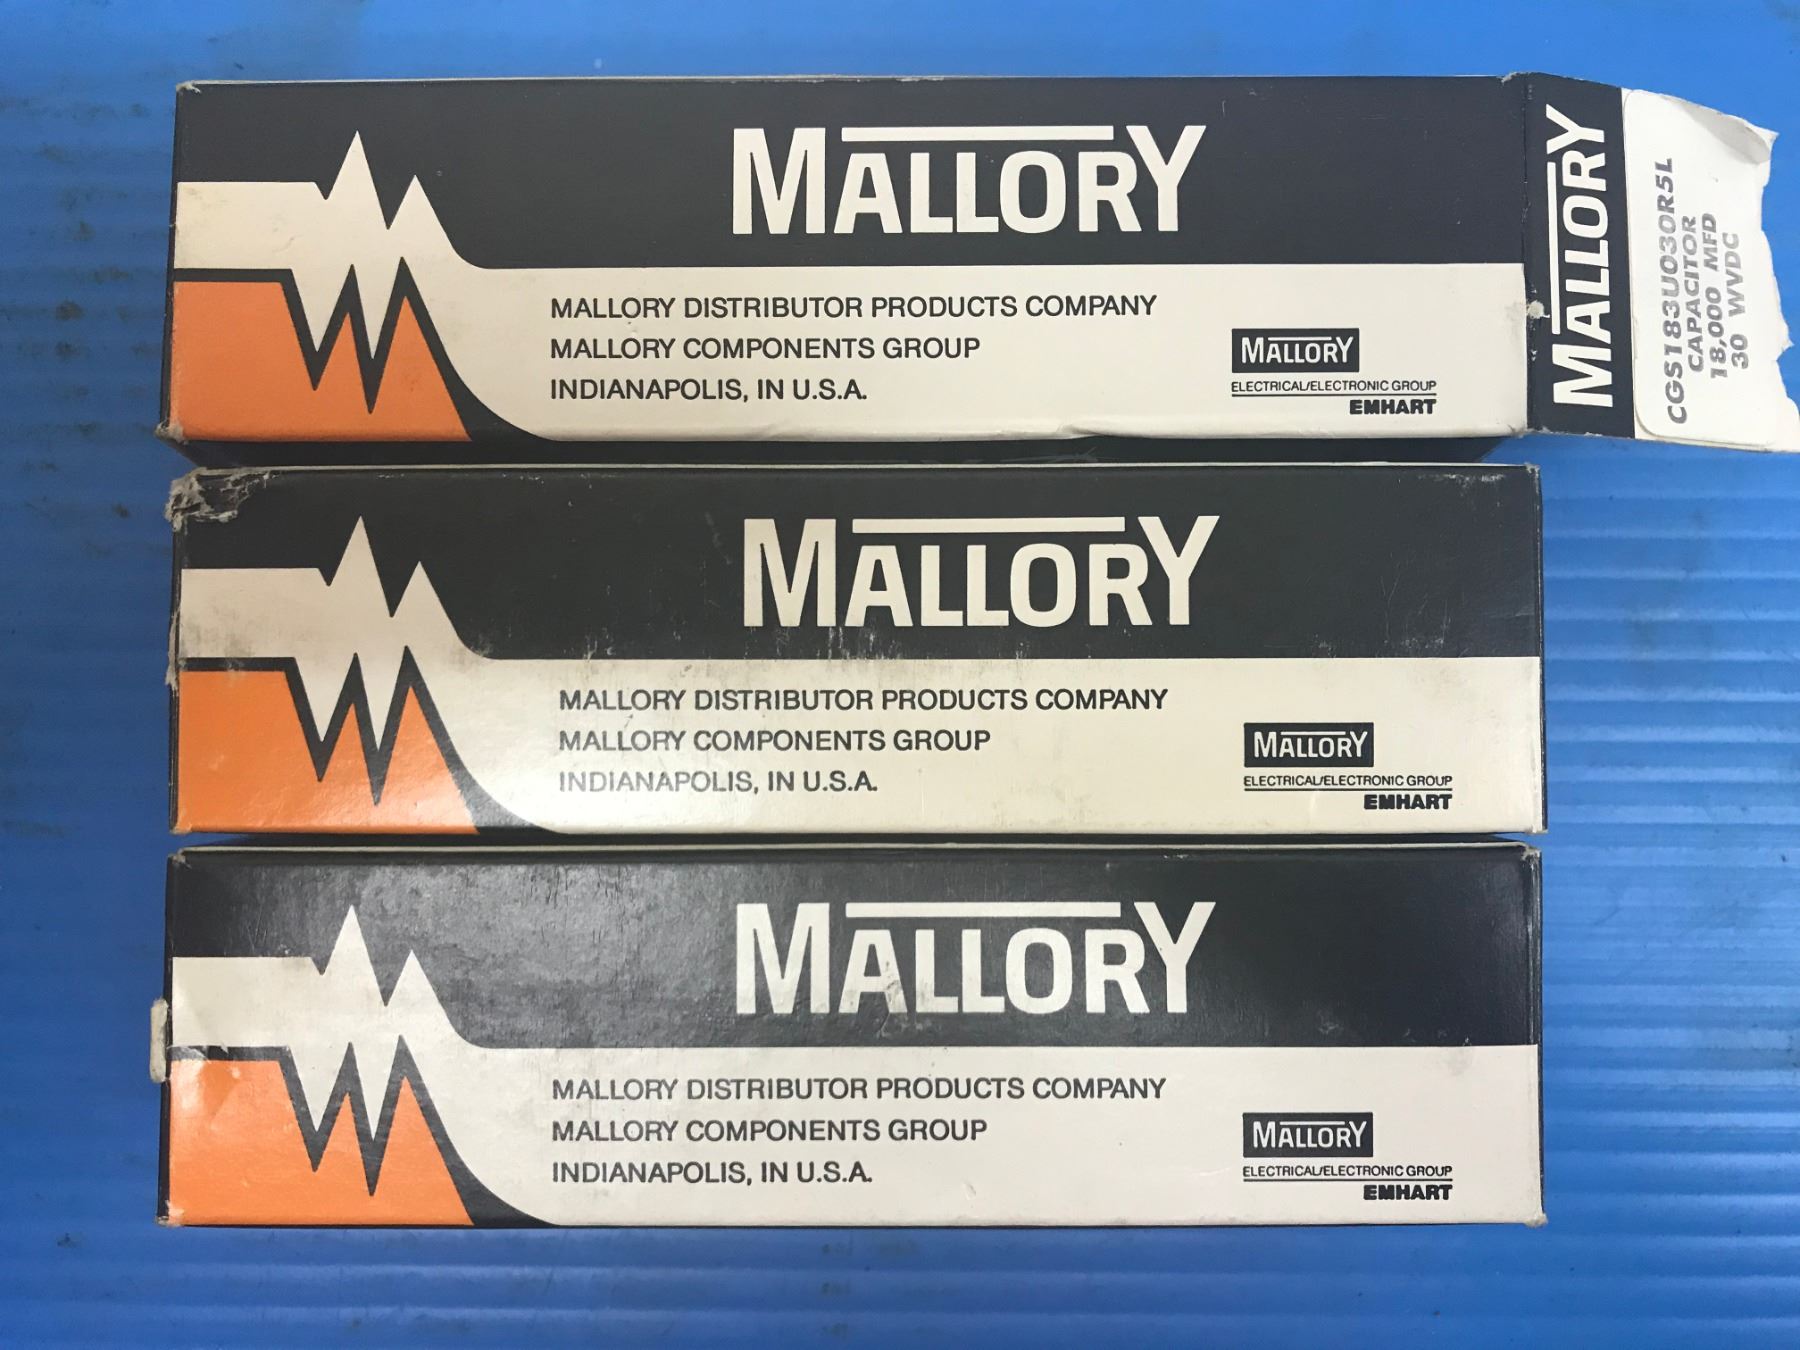 MALLORY
MALLORY DISTRIBUTOR PRODUCTS COMPANY
MALLORY COMPONENTS GROUP
INDIANAPOLIS, IN U.S.A.
MALLORY
ELECTRICAL/ELECTRONIC GROUP
EMHART
MALLORY
CGS183U030R5L
CAPACITOR
18,000 MFD
30 WVDC
MALLORY
MALLORY DISTRIBUTOR PRODUCTS COMPANY
MALLORY COMPONENTS GROUP
INDIANAPOLIS, IN U.S.A.
MALLORY
ELECTRICAL/ELECTRONIC GROUP
EMHART
MALLORY
MALLORY DISTRIBUTOR PRODUCTS COMPANY
MALLORY COMPONENTS GROUP
INDIANAPOLIS, IN U.S.A.
MALLORY
ELECTRICAL/ELECTRONIC GROUP
EMHART